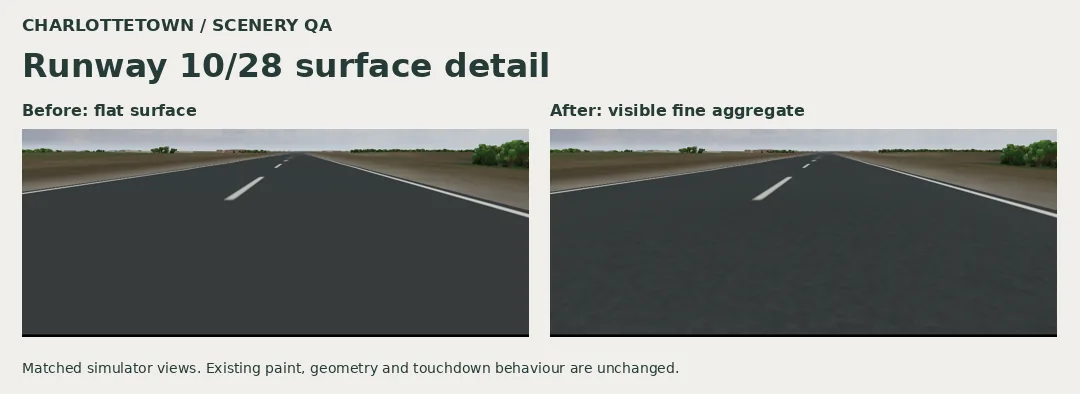 CHARLOTTETOWN / SCENERY QA
Runway 10/28 surface detail
Before: flat surface
After: visible fine aggregate
Matched simulator views. Existing paint, geometry and touchdown behaviour are unchanged.